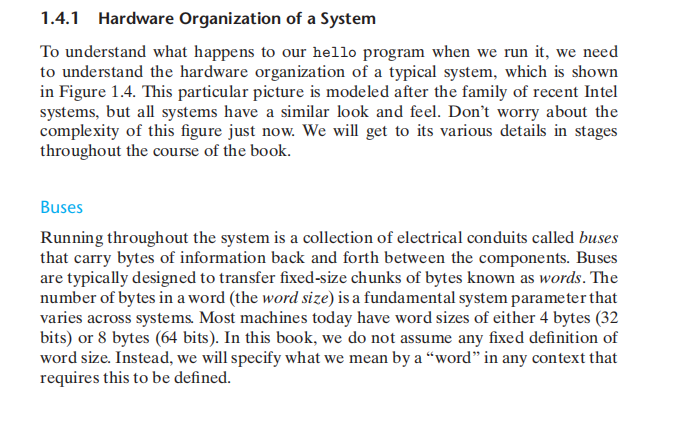 1.4.1 Hardware Organization of a System
To understand what happens to our hello program when we run it, we need
to understand the hardware organization of a typical system, which is shown
in Figure 1.4. This particular picture is modeled after the family of recent Intel
systems, but all systems have a similar look and feel. Don’t worry about the
complexity of this figure just now. We will get to its various details in stages
throughout the course of the book.
Buses
Running throughout the system is a collection of electrical conduits called buses
that carry bytes of information back and forth between the components. Buses
are typically designed to transfer fixed-size chunks of bytes known as words. The
number of bytes in a word (the word size) is a fundamental system parameter that
varies across systems. Most machines today have word sizes of either 4 bytes (32
bits) or 8 bytes (64 bits). In this book, we do not assume any fixed definition of
word size. Instead, we will specify what we mean by a “word” in any context that
requires this to be defined.